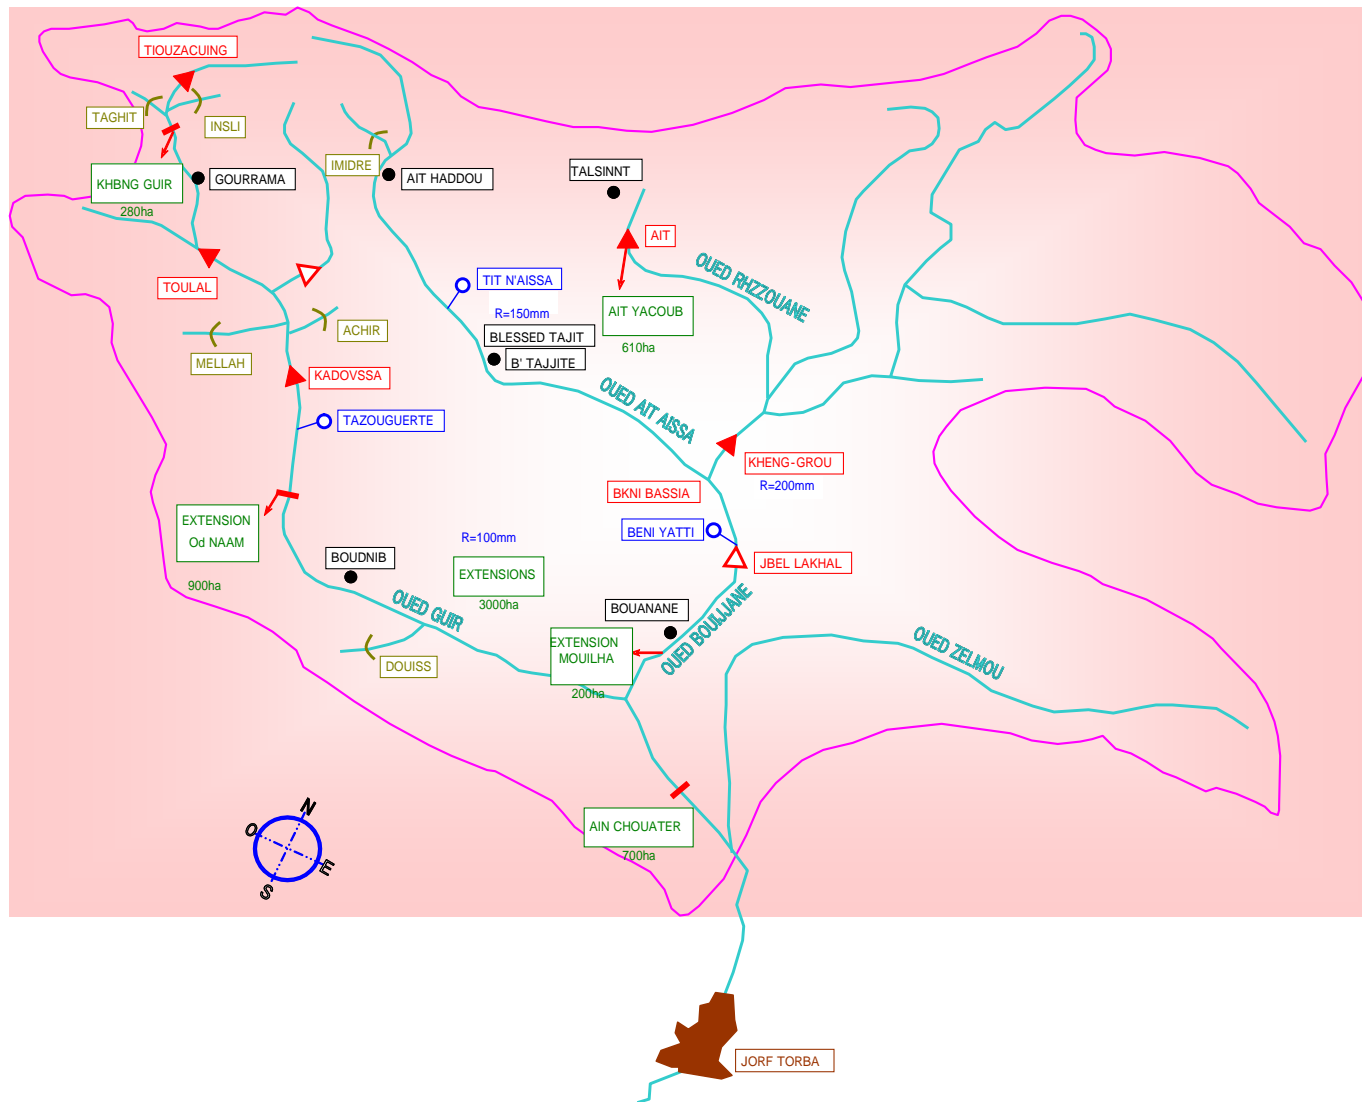 TIOUZACUING
TAGHIT
INSLI
IMIDRE
KHBNG GUIR
280ha
GOURRAMA
AIT HADDOU
TALSINNT
AIT
OUED RHZZOUANE
TOULAL
TIT N'AISSA
R=150mm
AIT YACOUB
610ha
ACHIR
MELLAH
BLESSED TAJIT
B' TAJJITE
KADOVSSA
OUED AIT AISSA
TAZOUGUERTE
KHENG-GROU
R=200mm
BKNI BASSIA
EXTENSION
Od NAAM
900ha
BENI YATTI
R=100mm
BOUDNIB
EXTENSIONS
3000ha
JBEL LAKHAL
OUED GUIR
BOUANANE
OUED BOUIJJANE
EXTENSION
MOUILHA
200ha
DOUISS
OUED ZELMOU
AIN CHOUATER
700ha
N
O
E
S
JORF TORBA